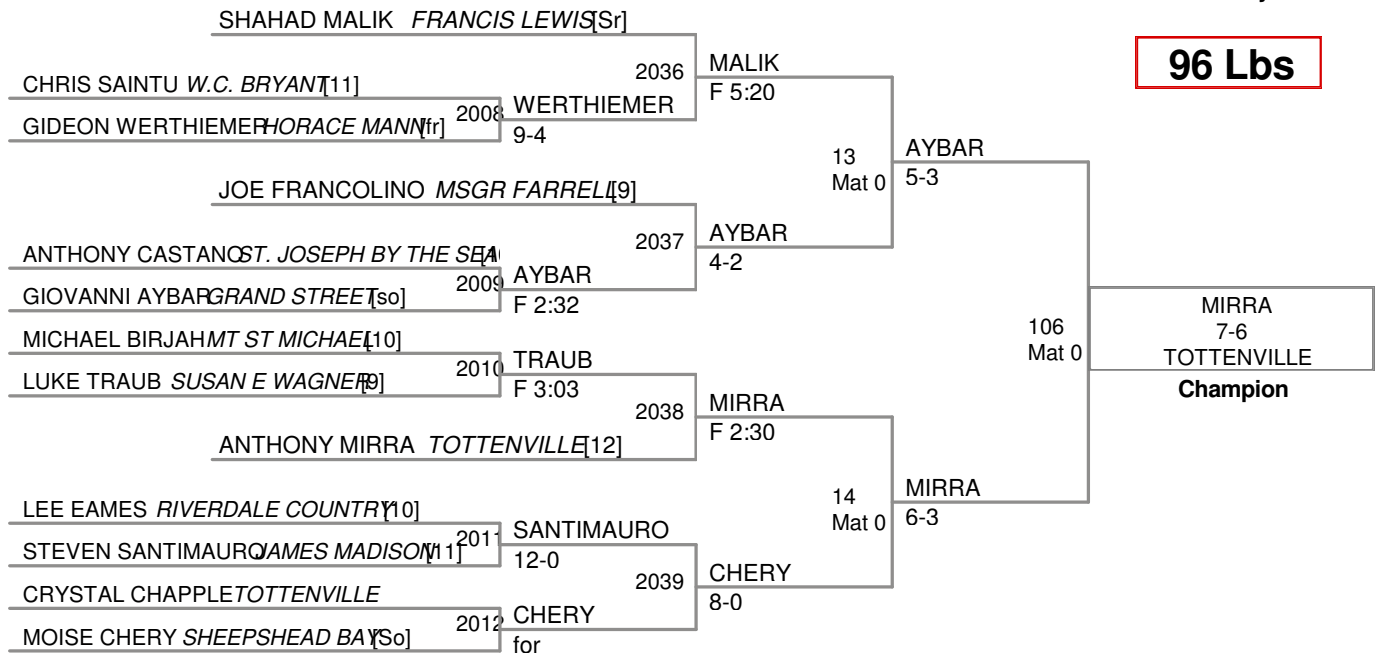 SHAHAD MALIK FRANCIS LEWIS[Sr]
96 Lbs
2036
MALIK
F 5:20
CHRIS SAINTU W.C. BRYANT[11]
2008
WERTHIEMER
9-4
GIDEON WERTHIEMER HORACE MANN[fr]
13
Mat 0
AYBAR
5-3
JOE FRANCOLINO MSGR FARRELL[9]
2037
AYBAR
4-2
ANTHONY CASTANO ST. JOSEPH BY THE SEA
2009
AYBAR
F 2:32
GIOVANNI AYBAR GRAND STREET[so]
106
Mat 0
MIRRA
7-6
TOTTENVILLE
Champion
MICHAEL BIRJAH MT ST MICHAEL[10]
2010
TRAUB
F 3:03
LUKE TRAUB SUSAN E WAGNER[9]
2038
MIRRA
F 2:30
ANTHONY MIRRA TOTTENVILLE[12]
14
Mat 0
MIRRA
6-3
LEE EAMES RIVERDALE COUNTRY[10]
2011
SANTIMAURO
12-0
STEVEN SANTIMAURO JAMES MADISON[11]
2039
CHERY
8-0
CRYSTAL CHAPPLE TOTTENVILLE
2012
CHERY
for
MOISE CHERY SHEEPSHEAD BAY[So]